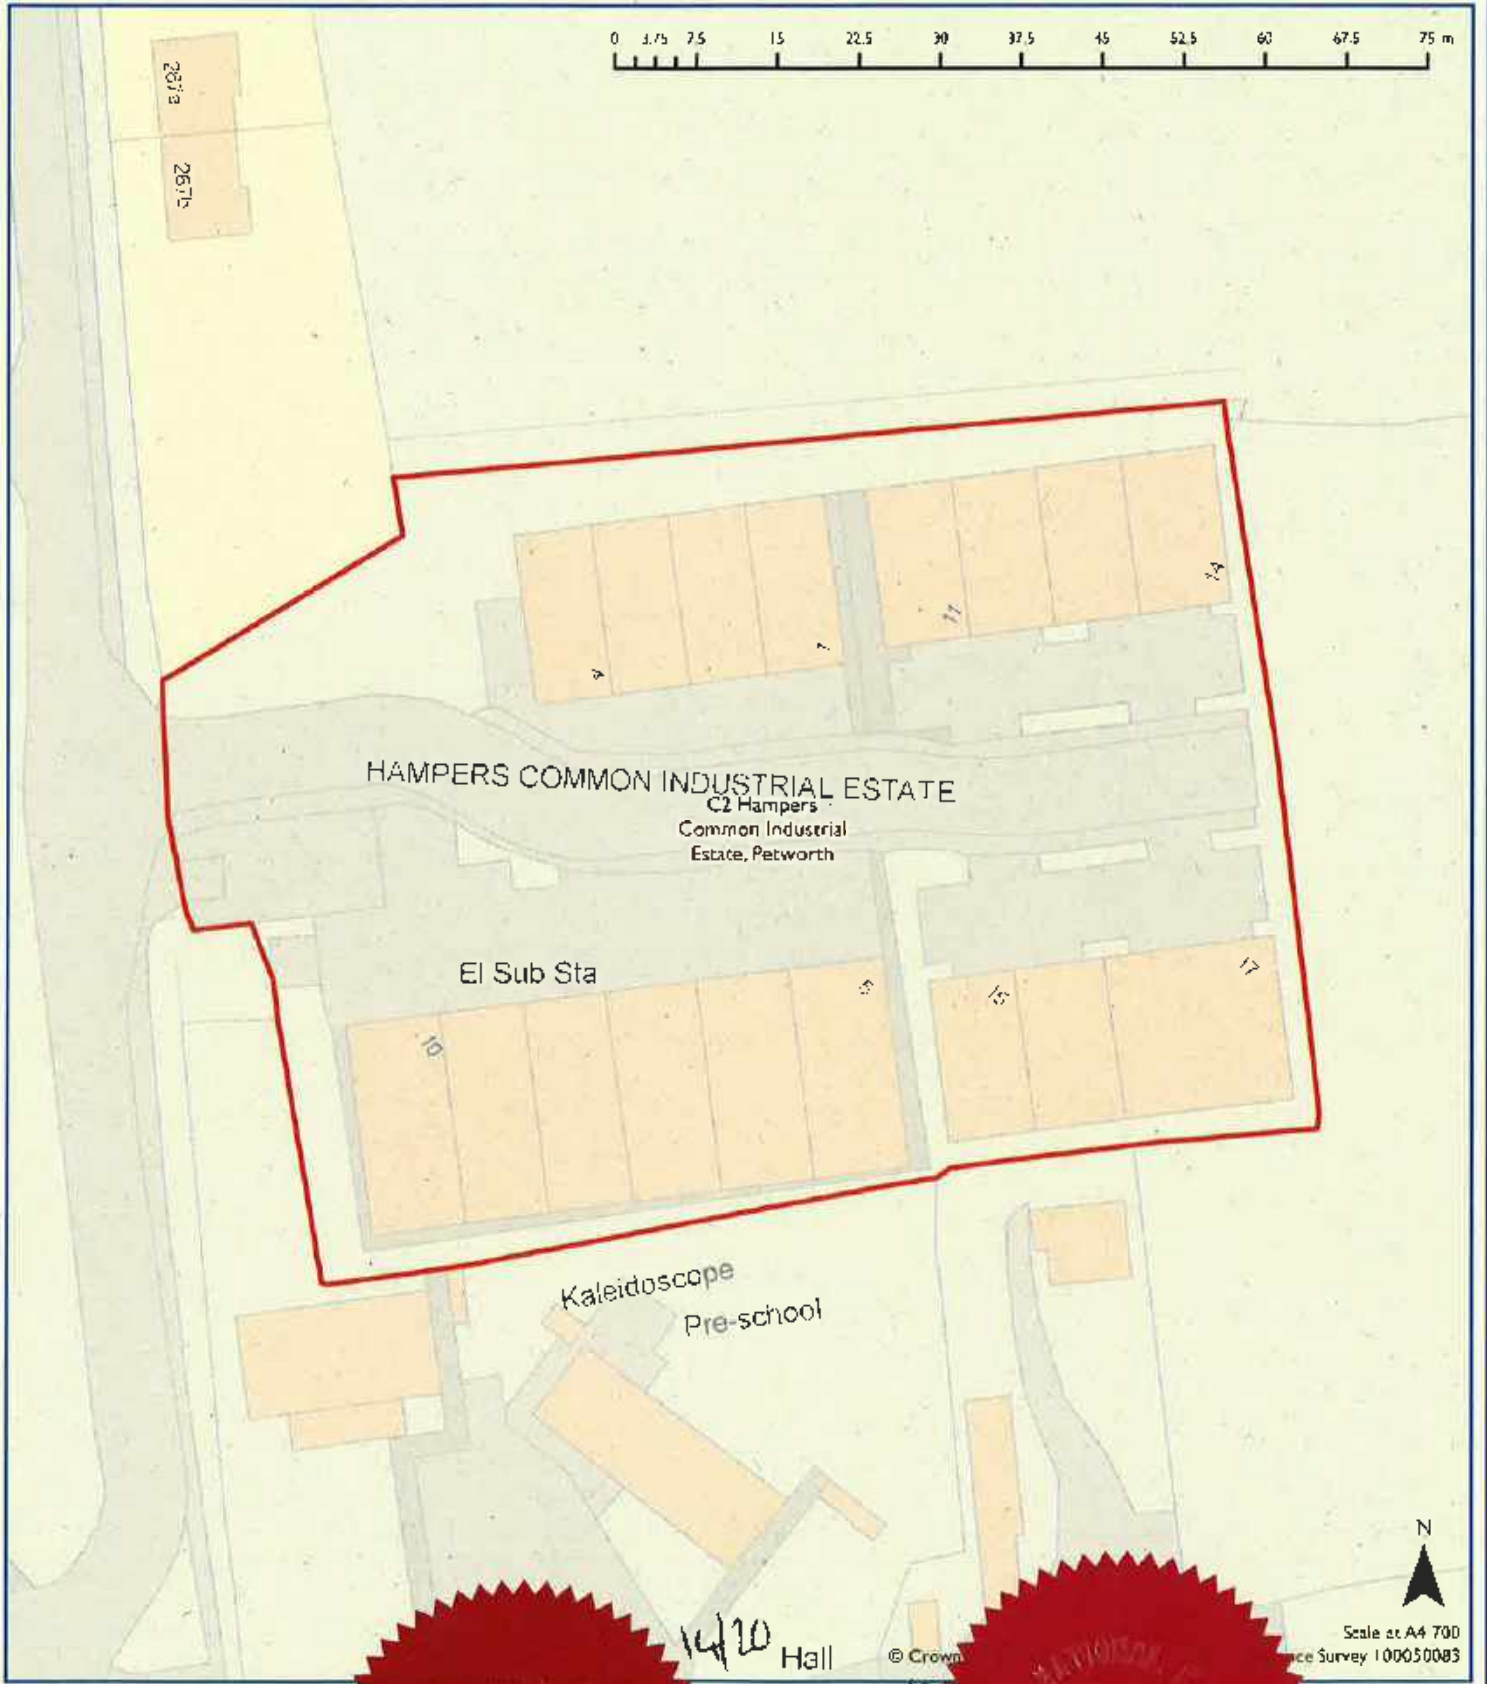 0 3.75 7.5 15 22.5 30 37.5 45 52.5 60 67.5 75 m
267a
267b
14
11
7
4
HAMPERS COMMON INDUSTRIAL ESTATE
C2 Hampers
Common Industrial
Estate, Petworth
El Sub Sta
5
15
17
10
Kaleidoscope
Pre-school
N
14/20
Hall
Scale at A4 700
© Crown
Survey 100050083
NATIONAL